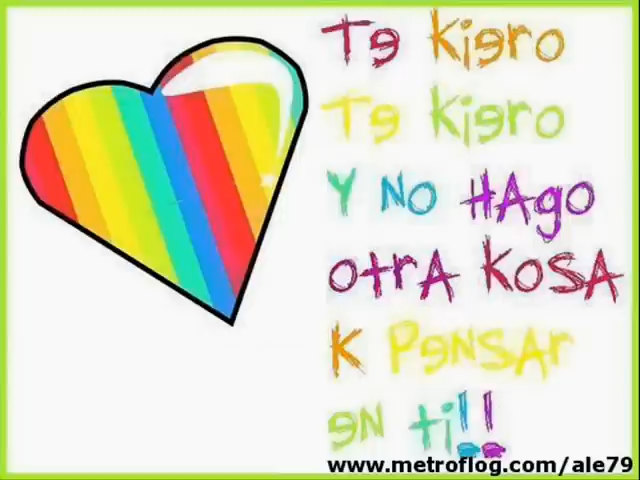 Te Kiero
Te Kiero
Y NO HAgO
otrA KOSA
K PeNSAr
eN ti!!
www.metroflog.com/ale79